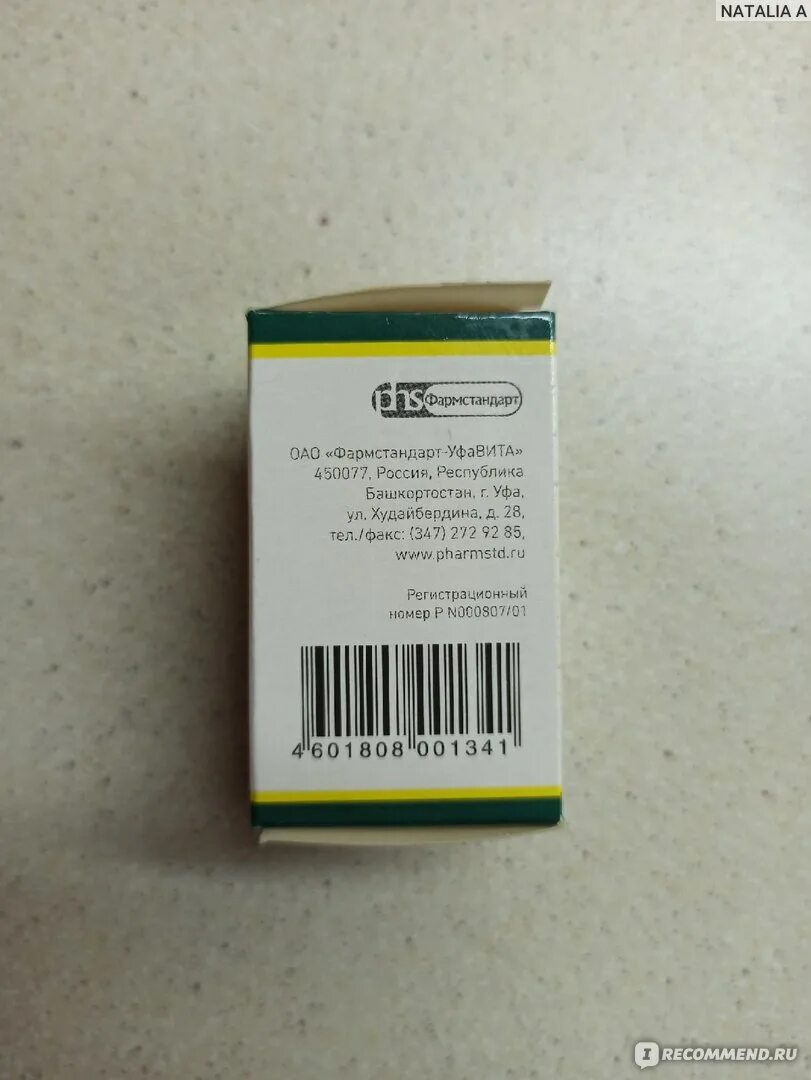 NATALIA A
phs Фармстандарт
ОАО «Фармстандарт-УфаВИТА»
450077, Россия, Республика
Башкортостан, г. Уфа,
ул. Худайбердина, д. 28,
тел./факс: (347) 272 92 85,
www.pharmstd.ru
Регистрационный
номер Р N000807/01
4 601808 001341
I RECOMMEND.RU